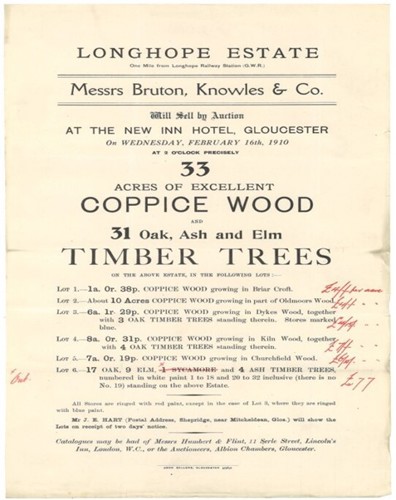 LONGHOPE ESTATE
One Mile from Longhope Railway Station (G.W.R.)
Messrs Bruton, Knowles & Co.
Will Sell by Auction
AT THE NEW INN HOTEL, GLOUCESTER
On WEDNESDAY, FEBRUARY 16th, 1910
AT 5 O'CLOCK PRECISELY
33
ACRES OF EXCELLENT
COPPICE WOOD
AND
31 Oak, Ash and Elm
TIMBER TREES
ON THE ABOVE ESTATE, IN THE FOLLOWING LOTS :—
LOT 1.—1a. 0r. 38p. COPPICE WOOD growing in Briar Croft.
LOT 2.—About 10 Acres COPPICE WOOD growing in part of Oldmoors Wood.
LOT 3.—6a. 1r. 29p. COPPICE WOOD growing in Dykes Wood, together
with 3 OAK TIMBER TREES standing therein. Stores marked
blue.
LOT 4.—8a. 0r. 31p. COPPICE WOOD growing in Kiln Wood, together
with 4 OAK TIMBER TREES standing therein.
LOT 5.—7a. 0r. 19p. COPPICE WOOD growing in Churchfield Wood.
LOT 6.—17 OAK, 9 ELM, 1 SYCAMORE and 4 ASH TIMBER TREES,
numbered in white paint 1 to 18 and 20 to 32 inclusive (there is no
No. 19) standing on the above Estate.
£77
All Stores are ringed with red paint, except in the case of Lot 3, where they are ringed
with blue paint.
Mr J. E. HART (Postal Address, Shapridge, near Mitcheldean, Glos.) will show the
Lots on receipt of two days' notice.
Catalogues may be had of Messrs Humbert & Flint, 11 Serle Street, Lincoln's
Inn, London, W.C., or the Auctioneers, Albion Chambers, Gloucester.